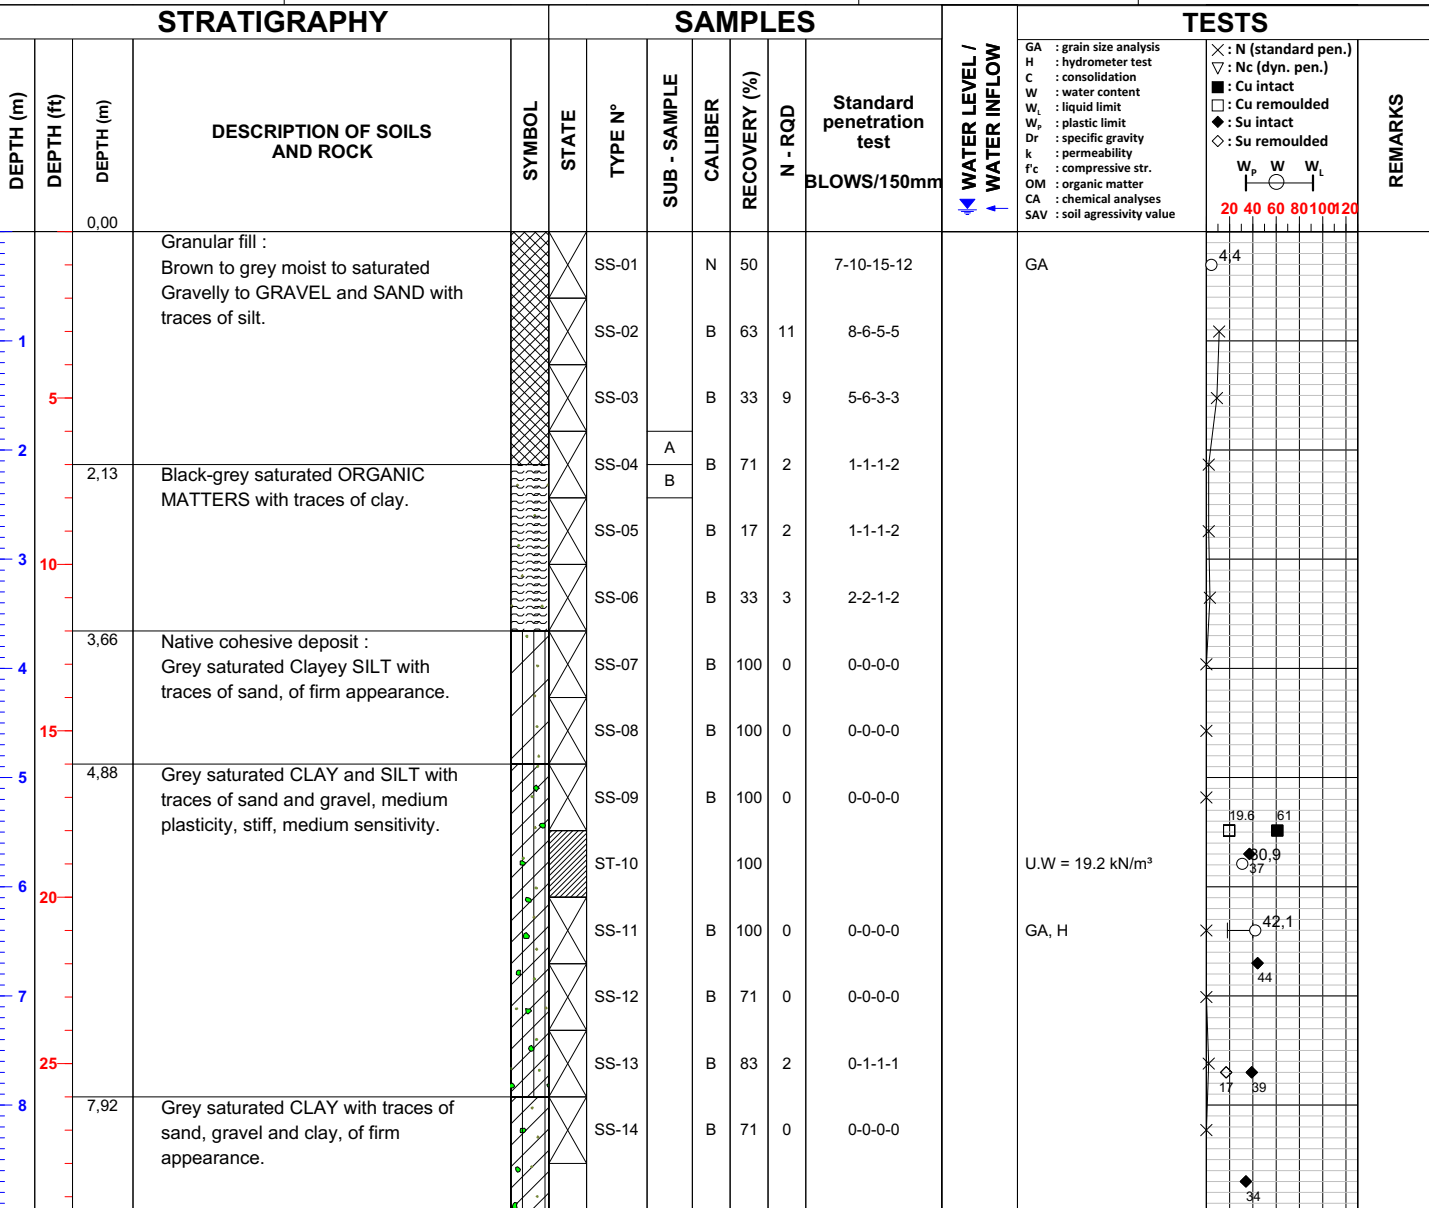 STRATIGRAPHY
SAMPLES
TESTS
DEPTH (m)
DEPTH (ft)
DEPTH (m)
0,00
DESCRIPTION OF SOILS
AND ROCK
SYMBOL
STATE
TYPE N°
SUB - SAMPLE
CALIBER
RECOVERY (%)
N - RQD
Standard
penetration
test
BLOWS/150mm
WATER LEVEL /
WATER INFLOW
GA : grain size analysis
H : hydrometer test
C : consolidation
W : water content
WL : liquid limit
WP : plastic limit
Dr : specific gravity
k : permeability
f'c : compressive str.
OM : organic matter
CA : chemical analyses
SAV : soil agressivity value
: N (standard pen.)
: Nc (dyn. pen.)
: Cu intact
: Cu remoulded
: Su intact
: Su remoulded
WP W WL
20 40 60 80 100 120
REMARKS
Granular fill :
Brown to grey moist to saturated
Gravelly to GRAVEL and SAND with
traces of silt.
SS-01 N 50 7-10-15-12 GA 4,4
1
SS-02 B 63 11 8-6-5-5
5
SS-03 B 33 9 5-6-3-3
2
A
SS-04 B 71 2 1-1-1-2
B
2,13 Black-grey saturated ORGANIC
MATTERS with traces of clay.
SS-05 B 17 2 1-1-1-2
3
10
SS-06 B 33 3 2-2-1-2
3,66 Native cohesive deposit :
Grey saturated Clayey SILT with
traces of sand, of firm appearance.
SS-07 B 100 0 0-0-0-0
4
15
SS-08 B 100 0 0-0-0-0
5
4,88 Grey saturated CLAY and SILT with
traces of sand and gravel, medium
plasticity, stiff, medium sensitivity.
SS-09 B 100 0 0-0-0-0
19.6 61
30,9
ST-10 100 U.W = 19.2 kN/m³ 37
6
20
42,1
SS-11 B 100 0 0-0-0-0 GA, H
44
7
SS-12 B 71 0 0-0-0-0
25
SS-13 B 83 2 0-1-1-1
17 39
8
7,92 Grey saturated CLAY with traces of
sand, gravel and clay, of firm
appearance.
SS-14 B 71 0 0-0-0-0
34